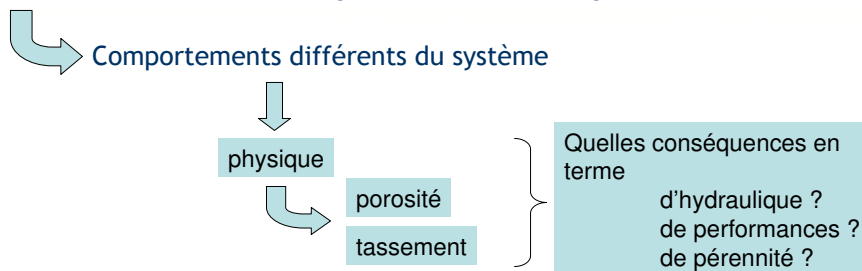 Comportements différents du système
physique
porosité
tassement
Quelles conséquences en
terme
d'hydraulique ?
de performances ?
de pérennité ?